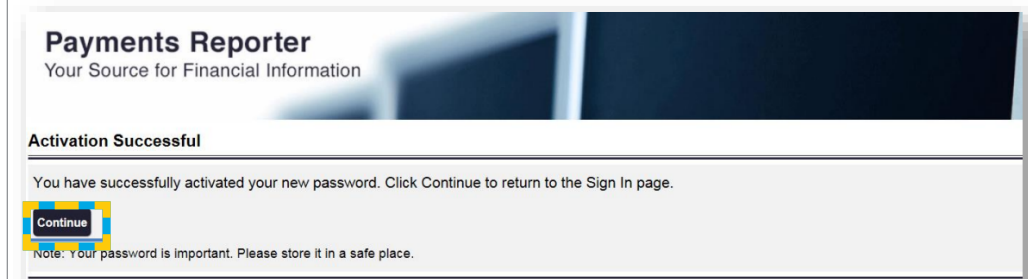 Payments Reporter
Your Source for Financial Information
Activation Successful
You have successfully activated your new password. Click Continue to return to the Sign In page.
Continue
Note: Your password is important. Please store it in a safe place.